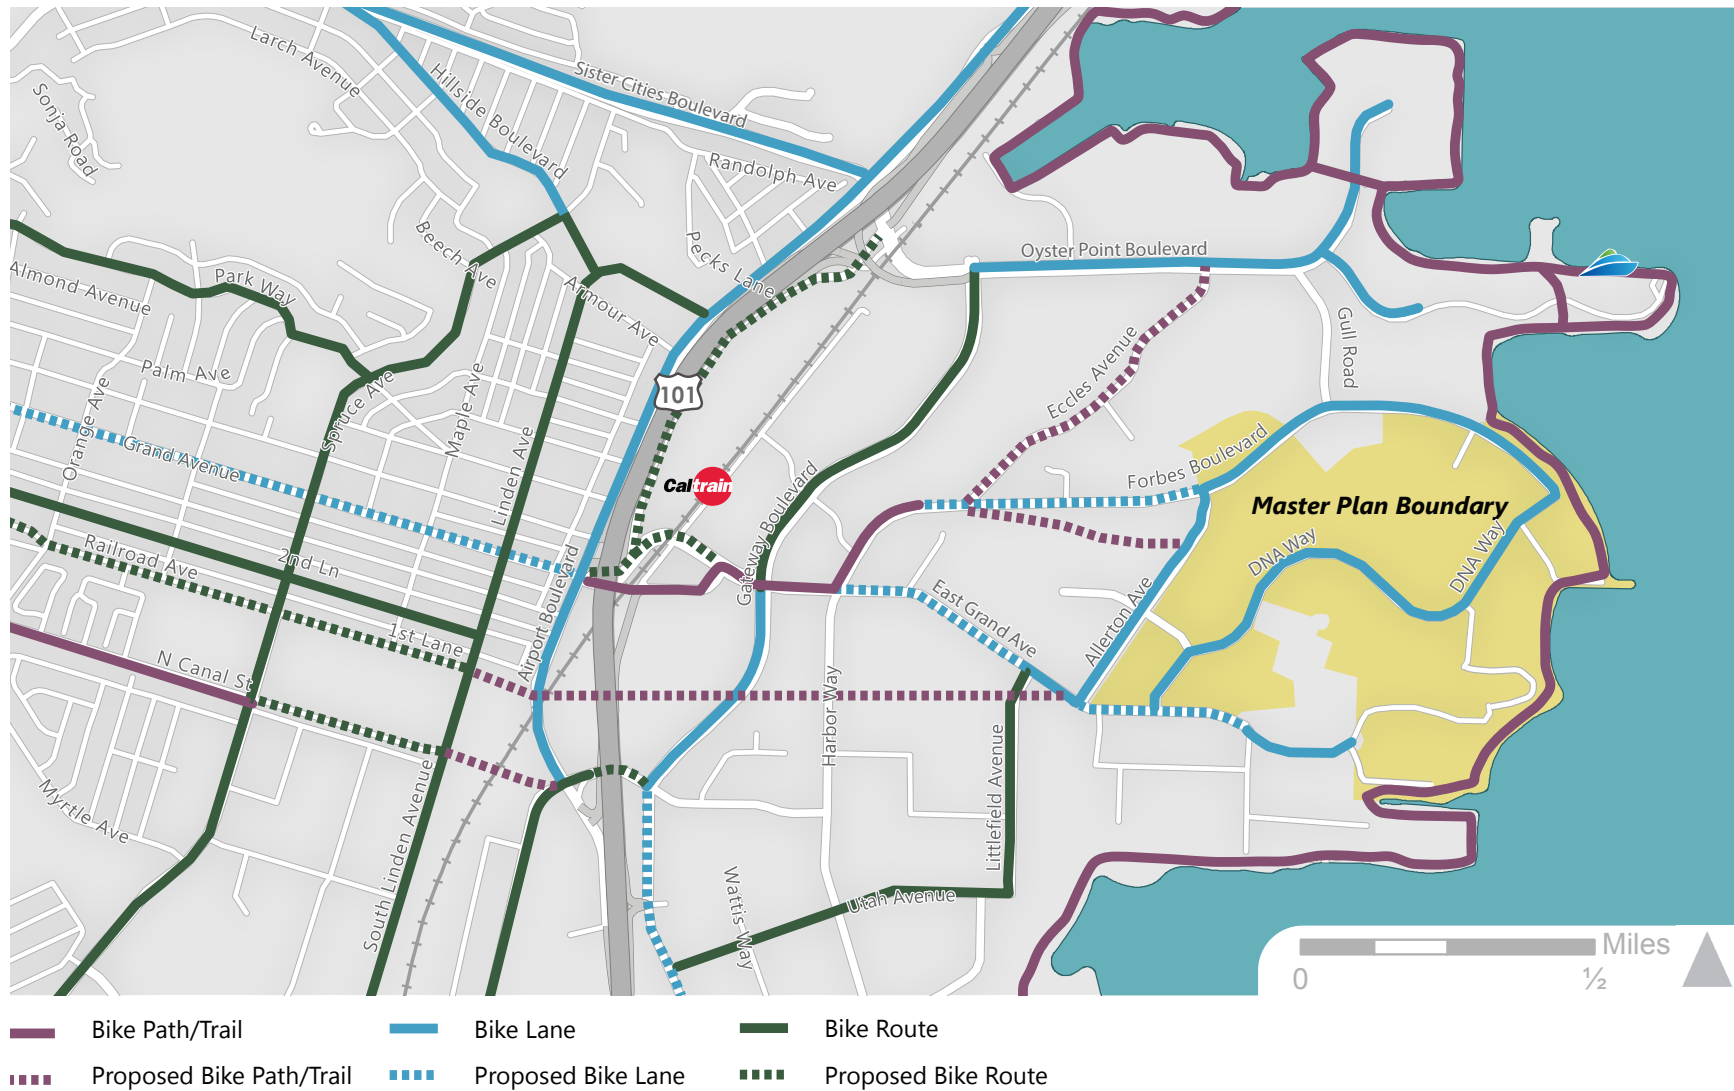 Larch Avenue
Hillside Boulevard
Sister Cities Boulevard
Sonja Road
Randolph Ave
Beech Ave
Pecks Lane
Oyster Point Boulevard
Almond Avenue
Park Way
Armour Ave
Gull Road
Palm Ave
Orange Ave
Spruce Ave
Maple Ave
101
Eccles Avenue
Grand Avenue
Linden Ave
Caltrain
Gateway Boulevard
Forbes Boulevard
Master Plan Boundary
Railroad Ave
2nd Ln
DNA Way
DNA Way
1st Lane
Airport Boulevard
East Grand Ave
Allerton Ave
N Canal St
Harbor Way
Myrtle Ave
South Linden Avenue
Littlefield Avenue
Wattis Way
Utah Avenue
Miles
0
½
Bike Path/Trail
Bike Lane
Bike Route
Proposed Bike Path/Trail
Proposed Bike Lane
Proposed Bike Route